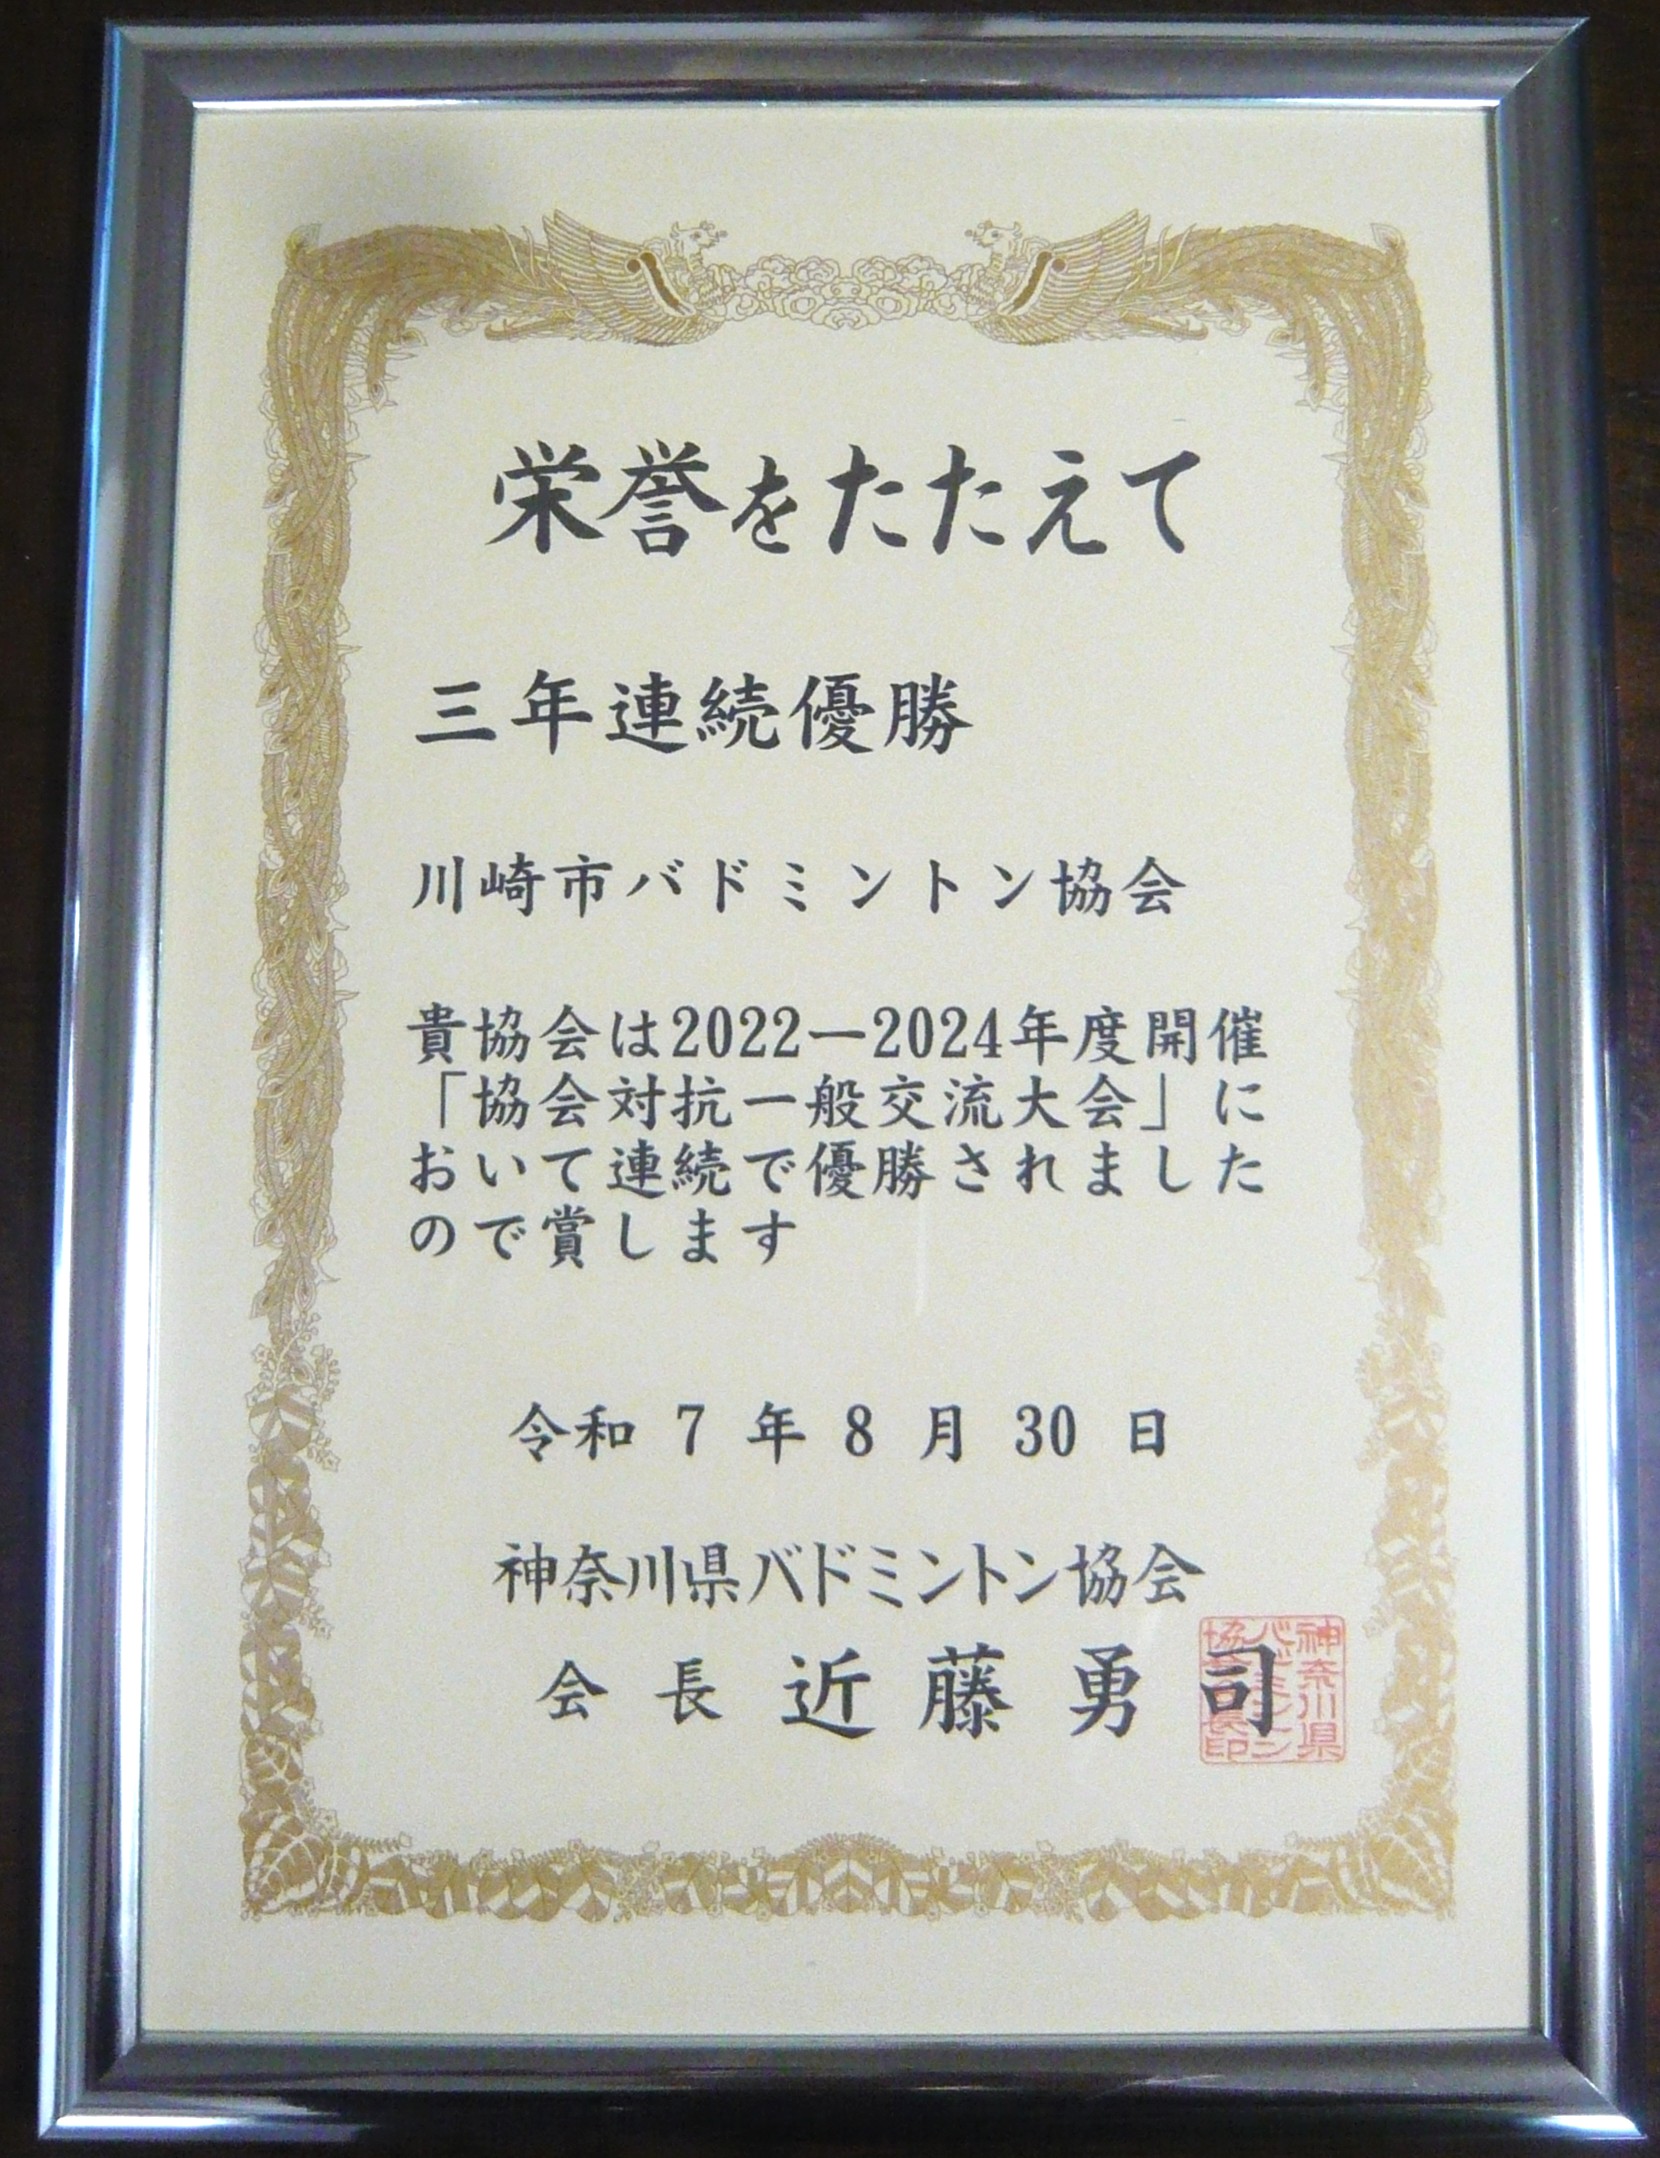 栄誉をたたえて
三年連続優勝
川崎市バドミントン協会
貴協会は2022ー2024年度開催
「協会対抗一般交流大会」に
おいて連続で優勝されました
ので賞します
令和 7 年 8 月 30 日
神奈川県バドミントン協会
会 長 近 藤 勇 司
神奈川県